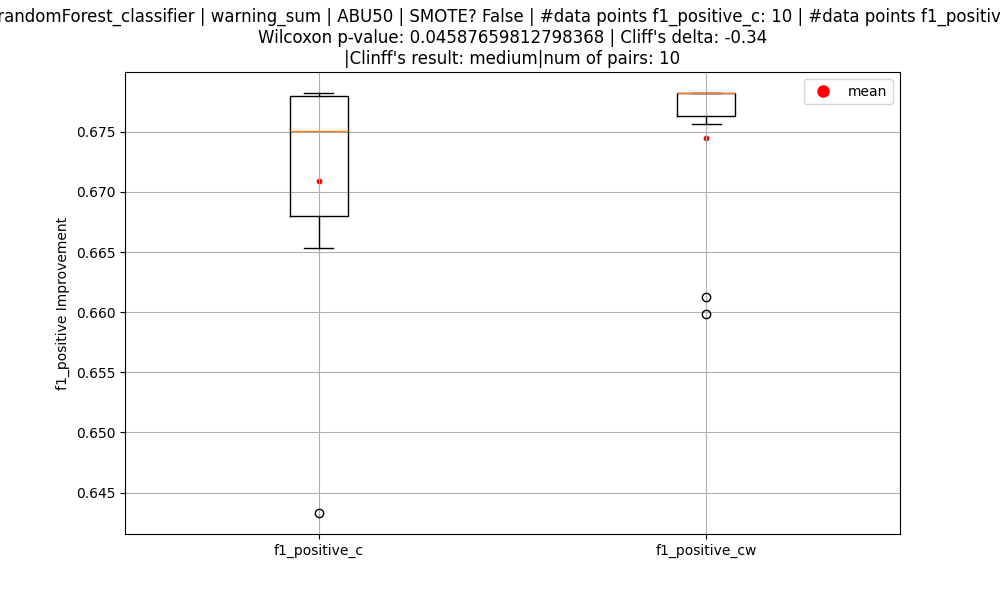 randomForest_classifier | warning_sum | ABU50 | SMOTE? False | #data points f1_positive_c: 10 | #data points f1_positiv
Wilcoxon p-value: 0.04587659812798368 | Cliff's delta: -0.34
|Clinff's result: medium|num of pairs: 10
mean
0.675
0.670
0.665
0.660
0.655
0.650
0.645
f1_positive Improvement
f1_positive_c
f1_positive_cw